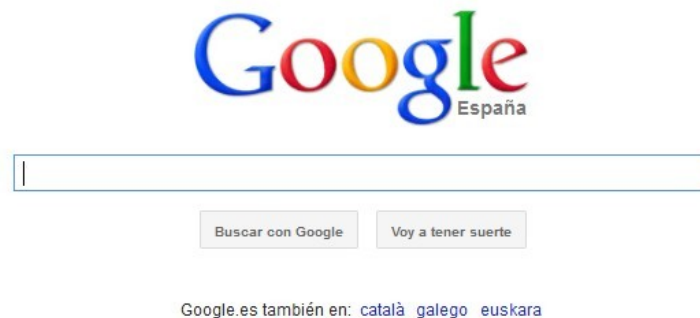 Google
España
Buscar con Google Voy a tener suerte
Google.es también en: català galego euskara